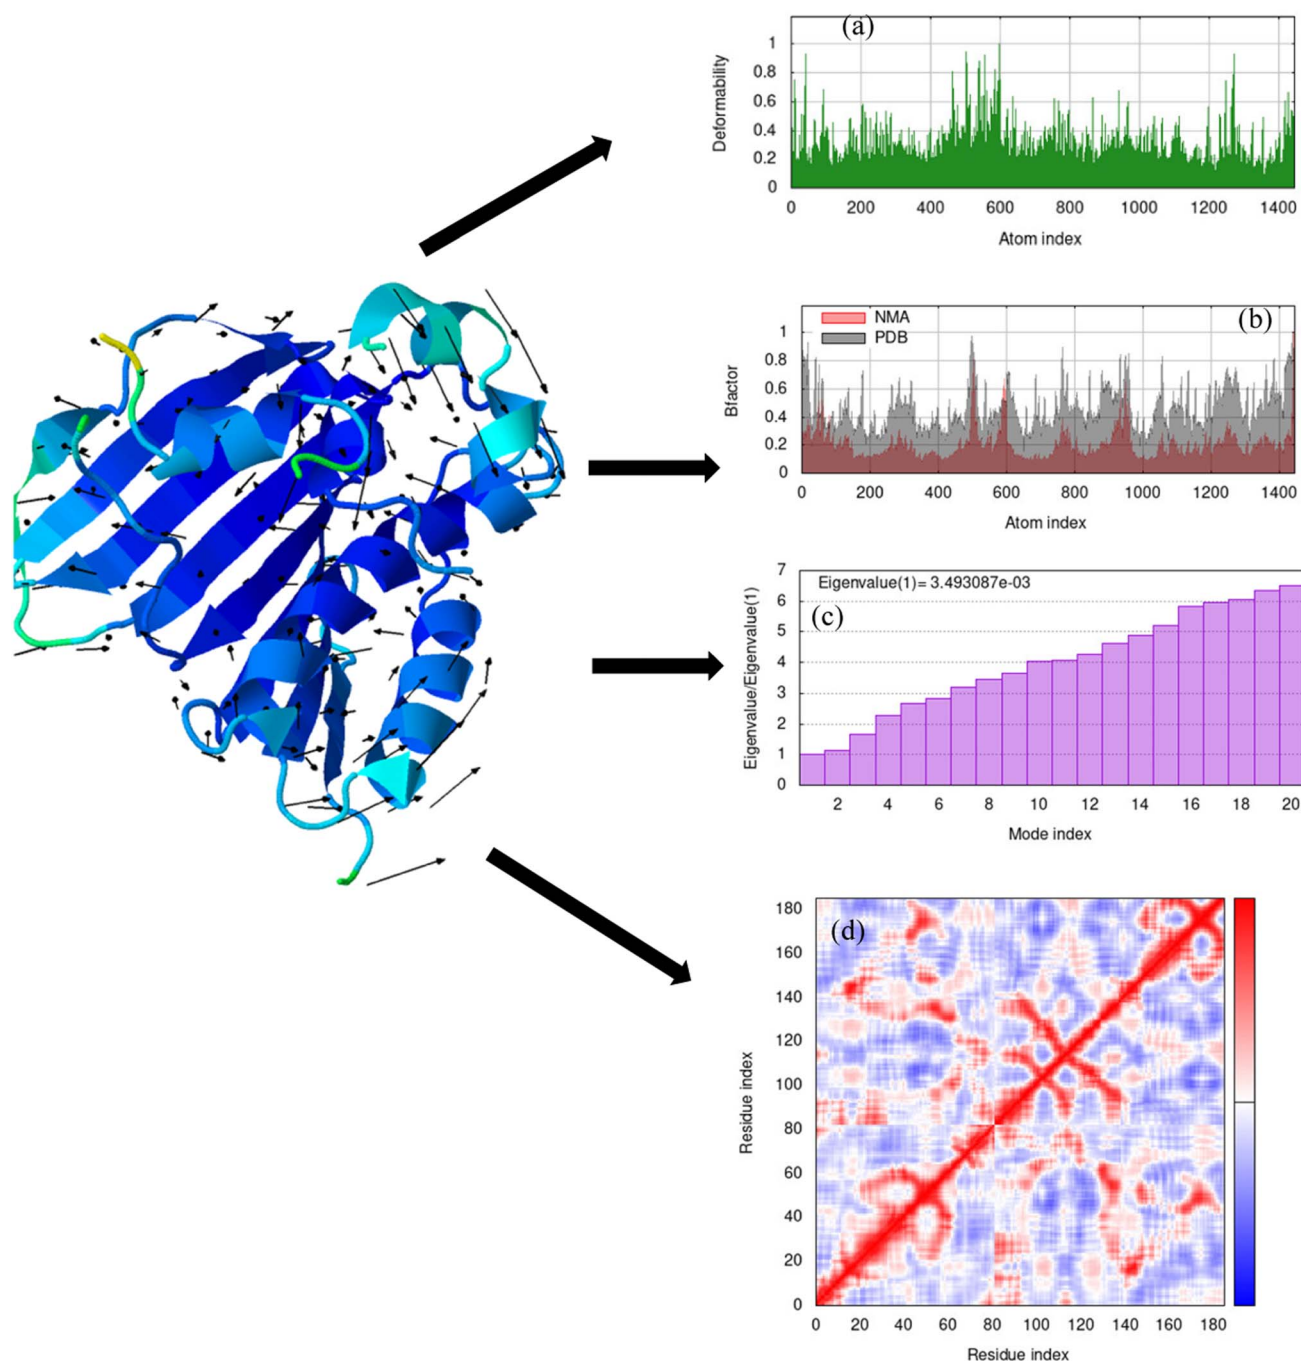 (a)
Deformability
1
0.8
0.6
0.4
0.2
0
0 200 400 600 800 1000 1200 1400
Atom index
(b)
NMA
PDB
Bfactor
1
0.8
0.6
0.4
0.2
0
0 200 400 600 800 1000 1200 1400
Atom index
Eigenvalue(1)= 3.493087e-03
(c)
Eigenvalue/Eigenvalue(1)
7
6
5
4
3
2
1
0
2 4 6 8 10 12 14 16 18 20
Mode index
(d)
Residue index
180
160
140
120
100
80
60
40
20
0
0 20 40 60 80 100 120 140 160 180
Residue index